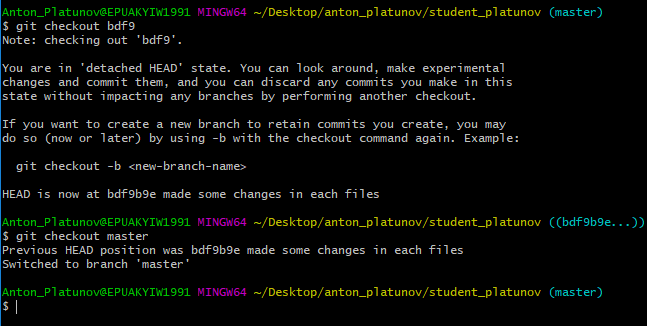 Anton_Platunov@EPUAKYIW1991 MINGW64 ~/Desktop/anton_platunov/student_platunov (master)
$ git checkout bdf9
Note: checking out 'bdf9'.
You are in 'detached HEAD' state. You can look around, make experimental
changes and commit them, and you can discard any commits you make in this
state without impacting any branches by performing another checkout.
If you want to create a new branch to retain commits you create, you may
do so (now or later) by using -b with the checkout command again. Example:
git checkout -b <new-branch-name>
HEAD is now at bdf9b9e made some changes in each files
Anton_Platunov@EPUAKYIW1991 MINGW64 ~/Desktop/anton_platunov/student_platunov ((bdf9b9e...))
$ git checkout master
Previous HEAD position was bdf9b9e made some changes in each files
Switched to branch 'master'
Anton_Platunov@EPUAKYIW1991 MINGW64 ~/Desktop/anton_platunov/student_platunov (master)
$